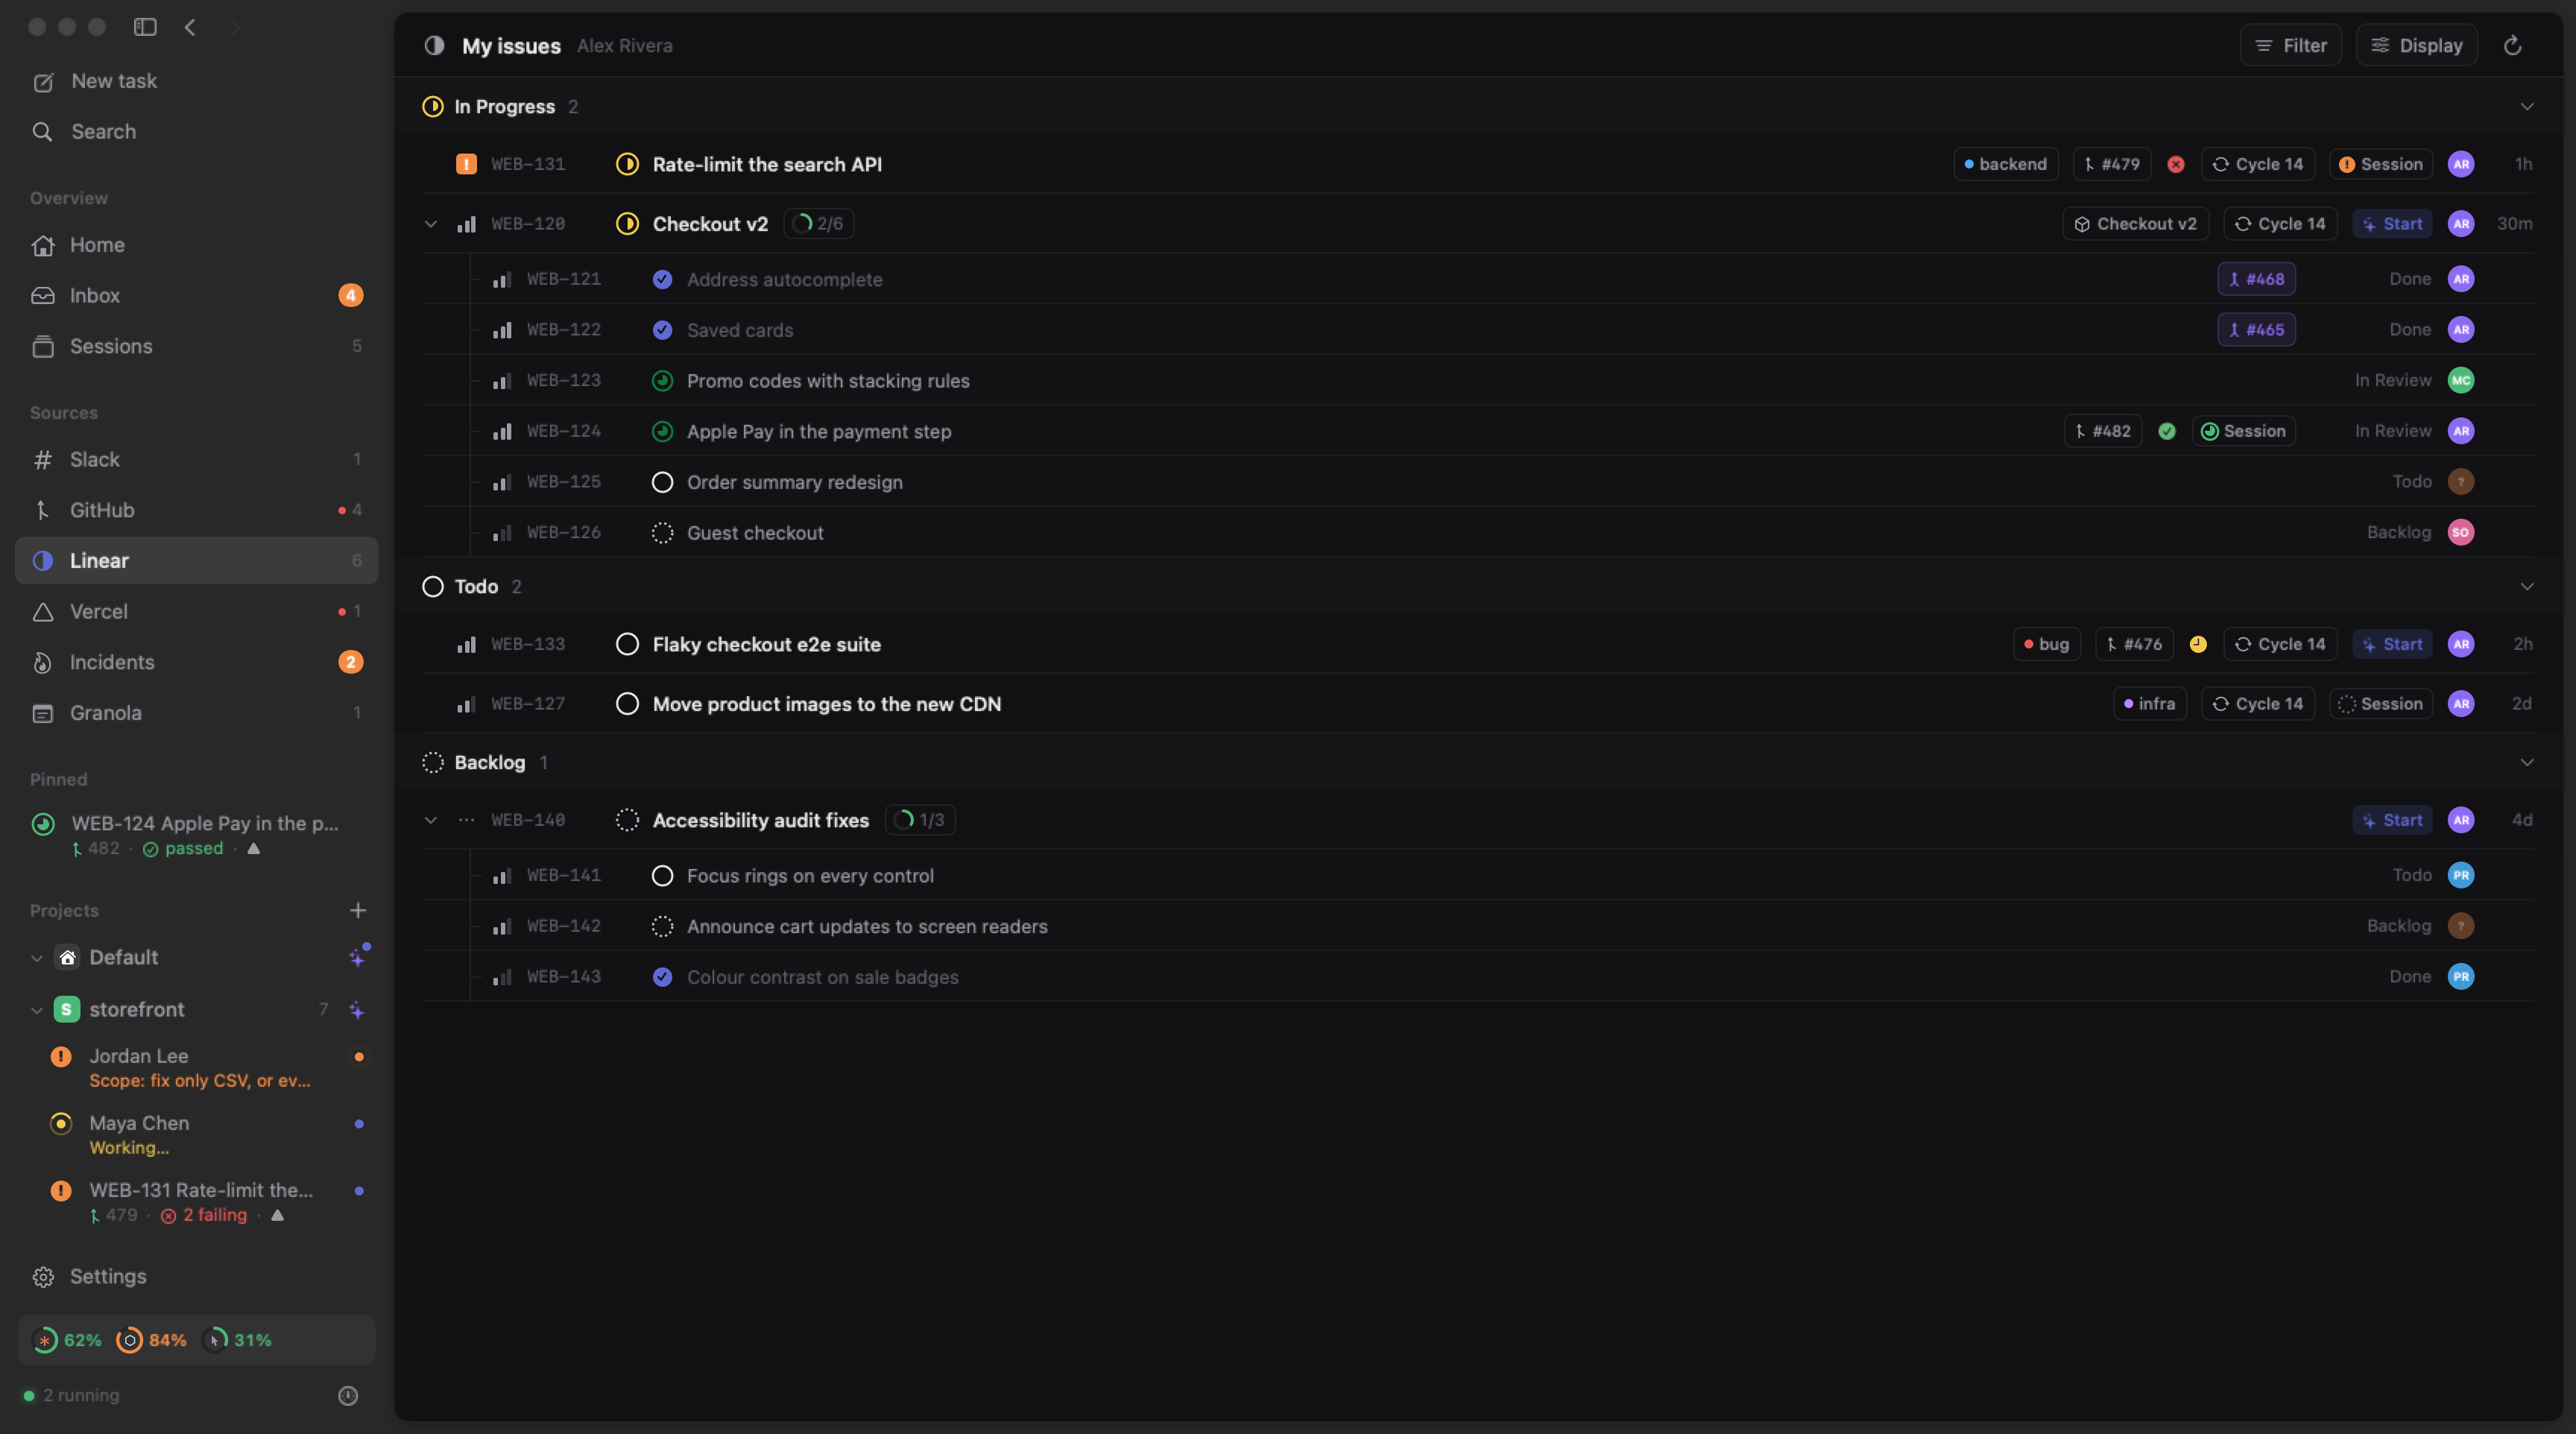 New task
Search
Overview
Home
Inbox 4
Sessions 5
Sources
Slack 1
GitHub 4
Linear 6
Vercel 1
Incidents 2
Granola 1
Pinned
WEB-124 Apple Pay in the p...
482 · passed ·
Projects
Default
S storefront 7
Jordan Lee
Scope: fix only CSV, or ev...
Maya Chen
Working...
WEB-131 Rate-limit the...
479 · 2 failing ·
Settings
62% 84% 31%
2 running
My issues Alex Rivera Filter Display
In Progress 2
WEB-131 Rate-limit the search API backend #479 Cycle 14 Session AR 1h
WEB-120 Checkout v2 2/6 Checkout v2 Cycle 14 Start AR 30m
WEB-121 Address autocomplete #468 Done AR
WEB-122 Saved cards #465 Done AR
WEB-123 Promo codes with stacking rules In Review MC
WEB-124 Apple Pay in the payment step #482 Session In Review AR
WEB-125 Order summary redesign Todo ?
WEB-126 Guest checkout Backlog SO
Todo 2
WEB-133 Flaky checkout e2e suite bug #476 Cycle 14 Start AR 2h
WEB-127 Move product images to the new CDN infra Cycle 14 Session AR 2d
Backlog 1
WEB-140 Accessibility audit fixes 1/3 Start AR 4d
WEB-141 Focus rings on every control Todo PR
WEB-142 Announce cart updates to screen readers Backlog ?
WEB-143 Colour contrast on sale badges Done PR